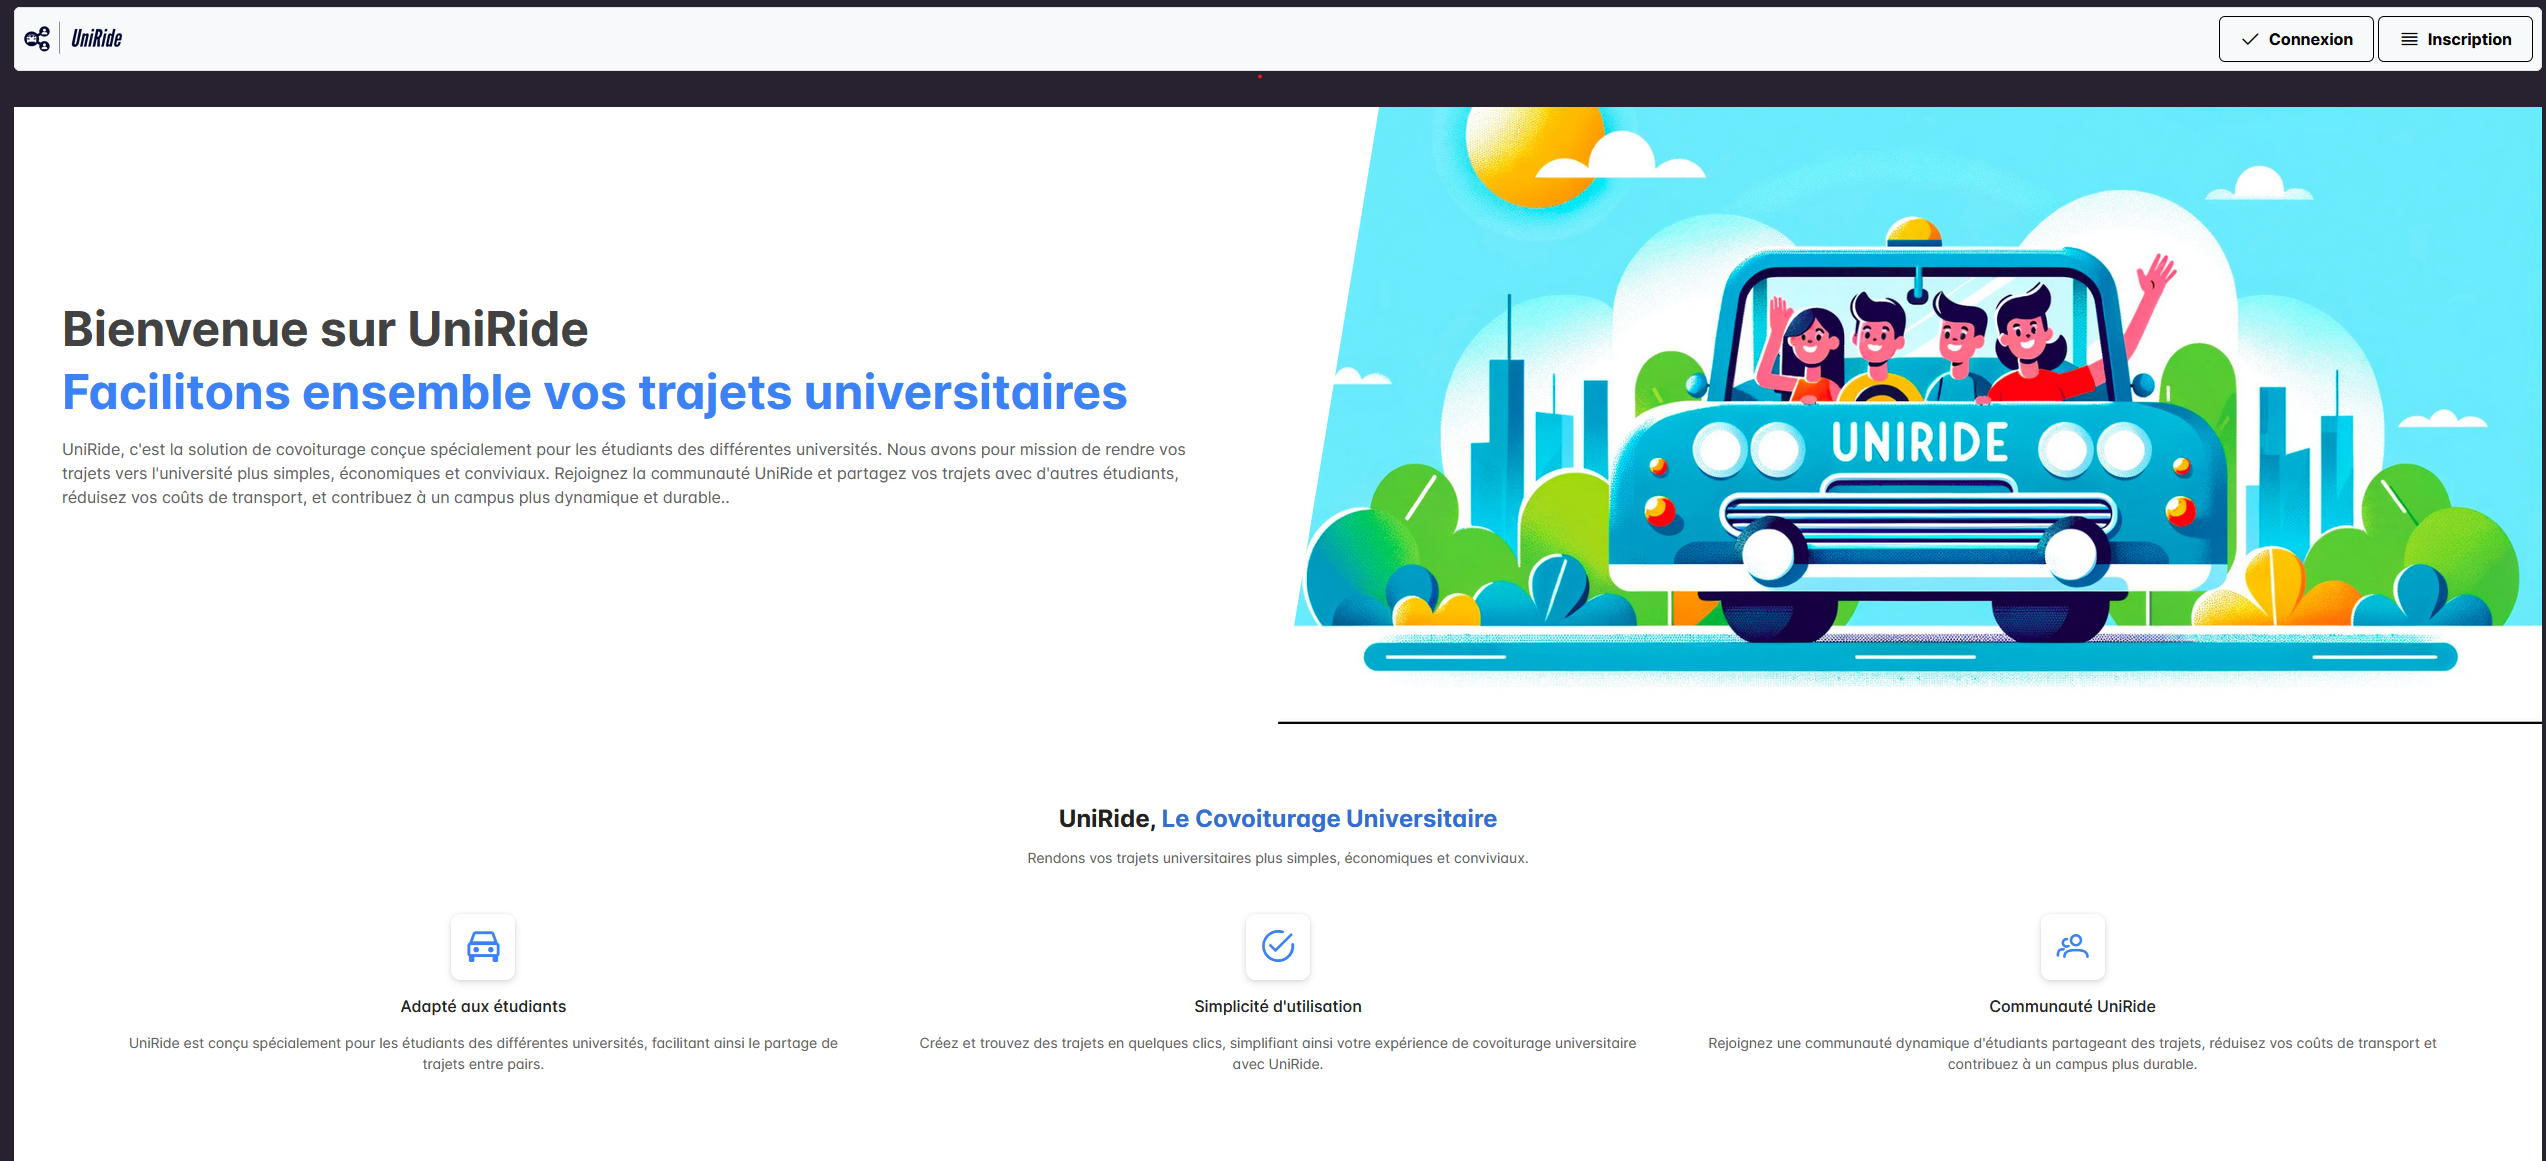 UniRide
Connexion
Inscription
Bienvenue sur UniRide
Facilitons ensemble vos trajets universitaires
UniRide, c'est la solution de covoiturage conçue spécialement pour les étudiants des différentes universités. Nous avons pour mission de rendre vos
trajets vers l'université plus simples, économiques et conviviaux. Rejoignez la communauté UniRide et partagez vos trajets avec d'autres étudiants,
réduisez vos coûts de transport, et contribuez à un campus plus dynamique et durable..
UNIRIDE
UniRide, Le Covoiturage Universitaire
Rendons vos trajets universitaires plus simples, économiques et conviviaux.
Adapté aux étudiants
UniRide est conçu spécialement pour les étudiants des différentes universités, facilitant ainsi le partage de
trajets entre pairs.
Simplicité d'utilisation
Créez et trouvez des trajets en quelques clics, simplifiant ainsi votre expérience de covoiturage universitaire
avec UniRide.
Communauté UniRide
Rejoignez une communauté dynamique d'étudiants partageant des trajets, réduisez vos coûts de transport et
contribuez à un campus plus durable.